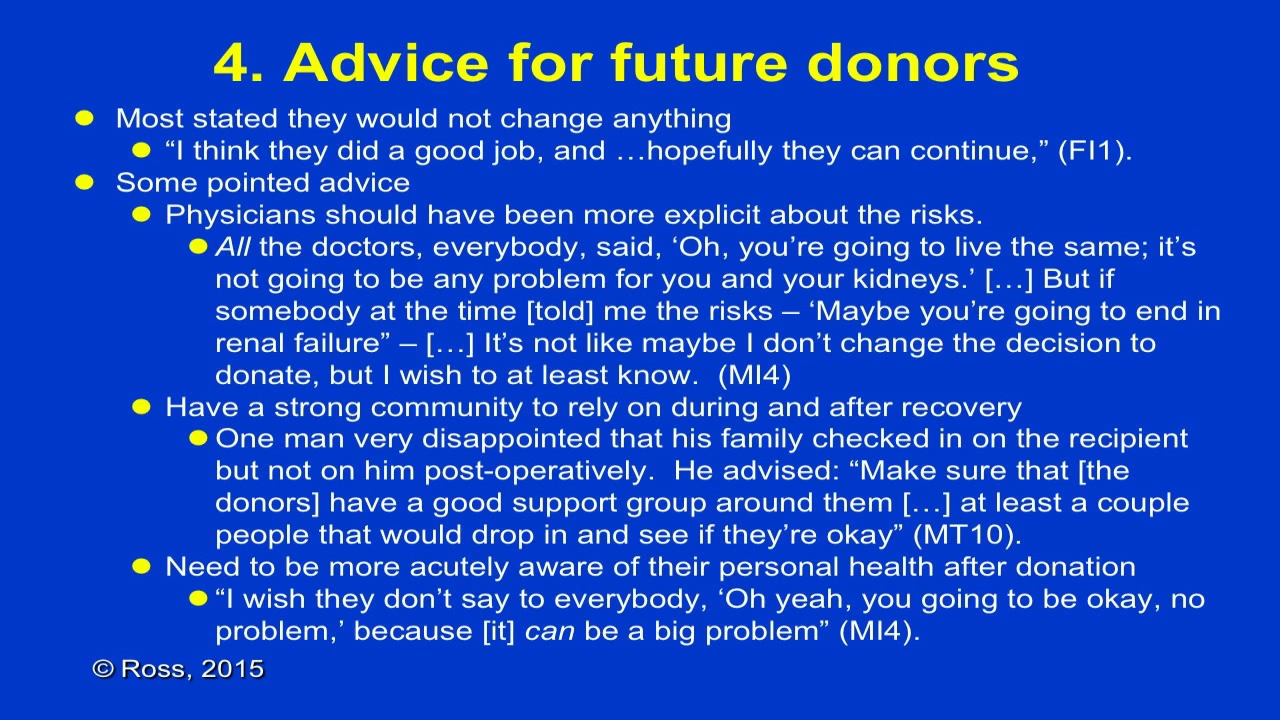 4. Advice for future donors
● Most stated they would not change anything
● “I think they did a good job, and …hopefully they can continue,” (FI1).
● Some pointed advice
● Physicians should have been more explicit about the risks.
● All the doctors, everybody, said, ‘Oh, you’re going to live the same; it’s
not going to be any problem for you and your kidneys.’ […] But if
somebody at the time [told] me the risks – ‘Maybe you’re going to end in
renal failure” – […] It’s not like maybe I don’t change the decision to
donate, but I wish to at least know.  (MI4)
● Have a strong community to rely on during and after recovery
● One man very disappointed that his family checked in on the recipient
but not on him post-operatively.  He advised: “Make sure that [the
donors] have a good support group around them […] at least a couple
people that would drop in and see if they’re okay” (MT10).
● Need to be more acutely aware of their personal health after donation
● “I wish they don’t say to everybody, ‘Oh yeah, you going to be okay, no
problem,’ because [it] can be a big problem” (MI4).
© Ross, 2015